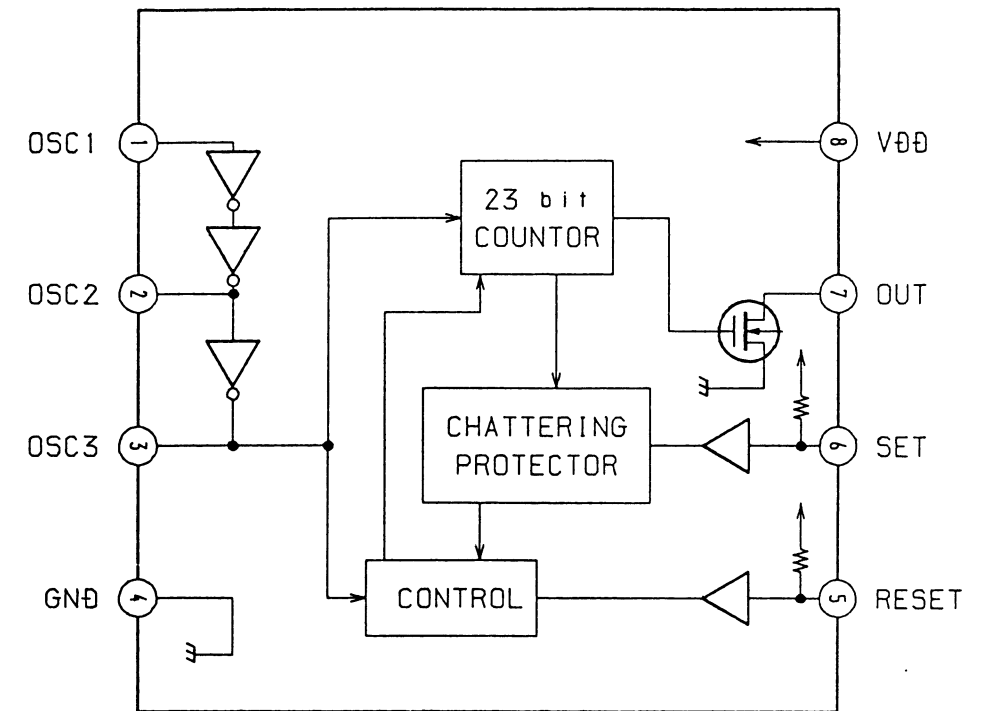 OSC1
1
8
VDD
23 bit
COUNTOR
OSC2
2
7
OUT
CHATTERING
PROTECTOR
OSC3
3
6
SET
GND
4
CONTROL
5
RESET